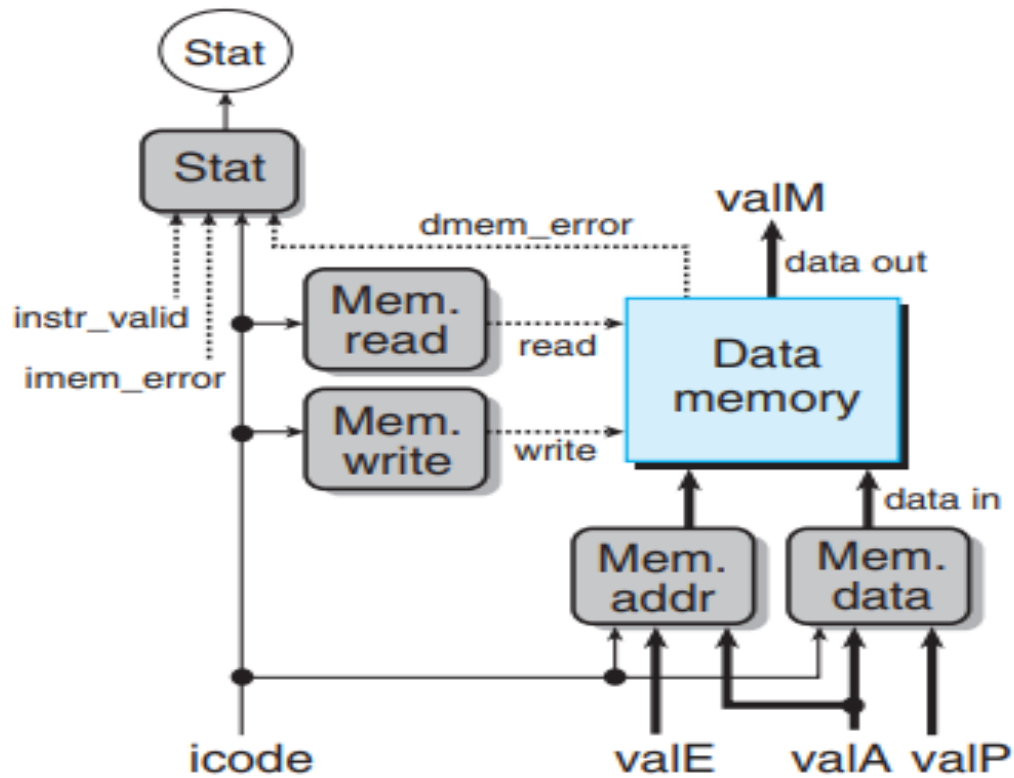 Stat
Stat
valM
dmem_error
data out
instr_valid
Mem.
read
read
Data
memory
imem_error
Mem.
write
write
data in
Mem.
addr
Mem.
data
icode
valE
valA
valP